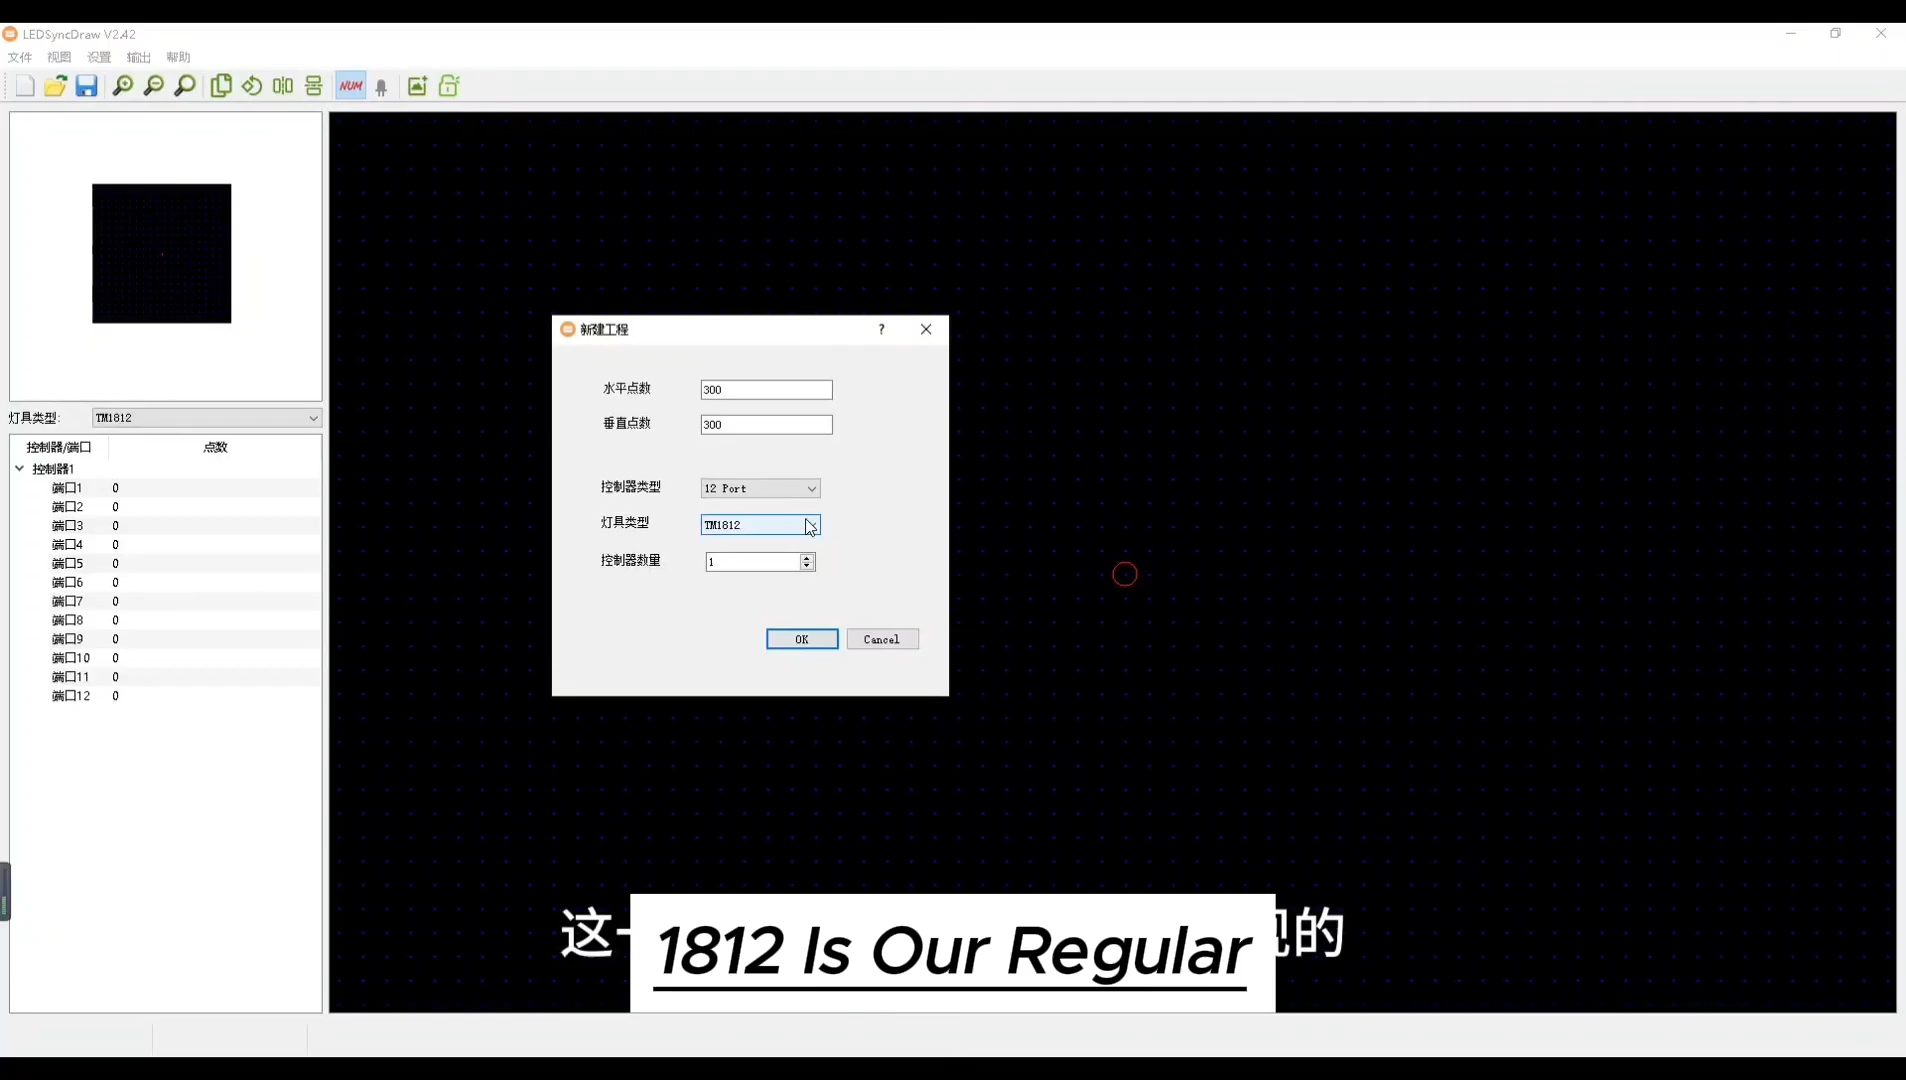 LEDSyncDraw V2.42
文件 视图 设置 输出 帮助
NUM
灯具类型: TM1812
控制器/端口 点数
控制器1
端口1 0
端口2 0
端口3 0
端口4 0
端口5 0
端口6 0
端口7 0
端口8 0
端口9 0
端口10 0
端口11 0
端口12 0
新建工程 ?
水平点数 300
垂直点数 300
控制器类型 12 Port
灯具类型 TM1812
控制器数量 1
OK Cancel
这 的
1812 Is Our Regular